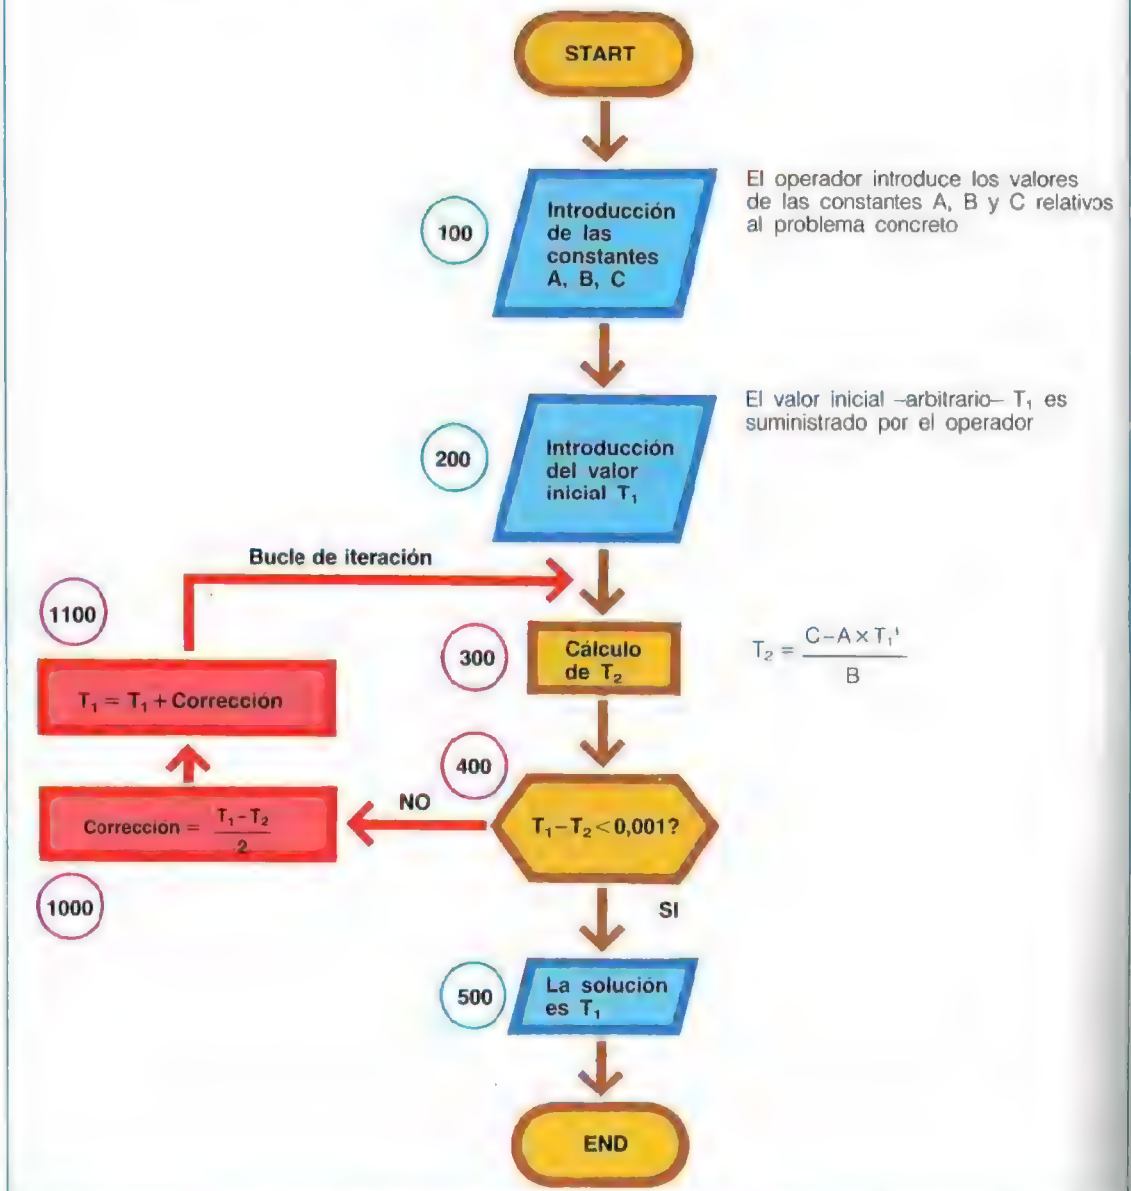 START
100
Introducción
de las
constantes
A, B, C
El operador introduce los valores
de las constantes A, B y C relativos
al problema concreto
200
Introducción
del valor
inicial T₁
El valor inicial –arbitrario– T₁ es
suministrado por el operador
Bucle de iteración
1100
T₁ = T₁ + Corrección
300
Cálculo
de T₂
T₂ = C–A×T₁' / B
400
T₁–T₂<0,001?
NO
Corrección = T₁–T₂ / 2
1000
SI
500
La solución
es T₁
END